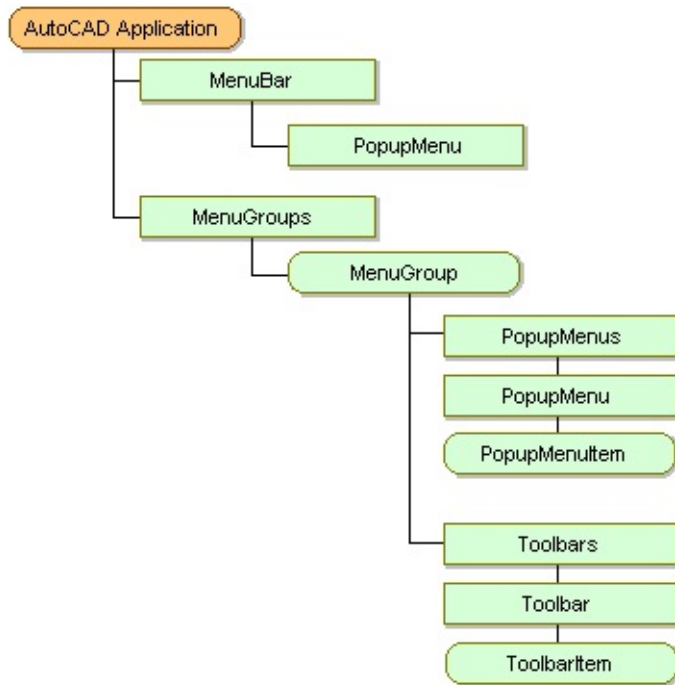 AutoCAD Application
MenuBar
PopupMenu
MenuGroups
MenuGroup
PopupMenus
PopupMenu
PopupMenuItem
Toolbars
Toolbar
ToolbarItem